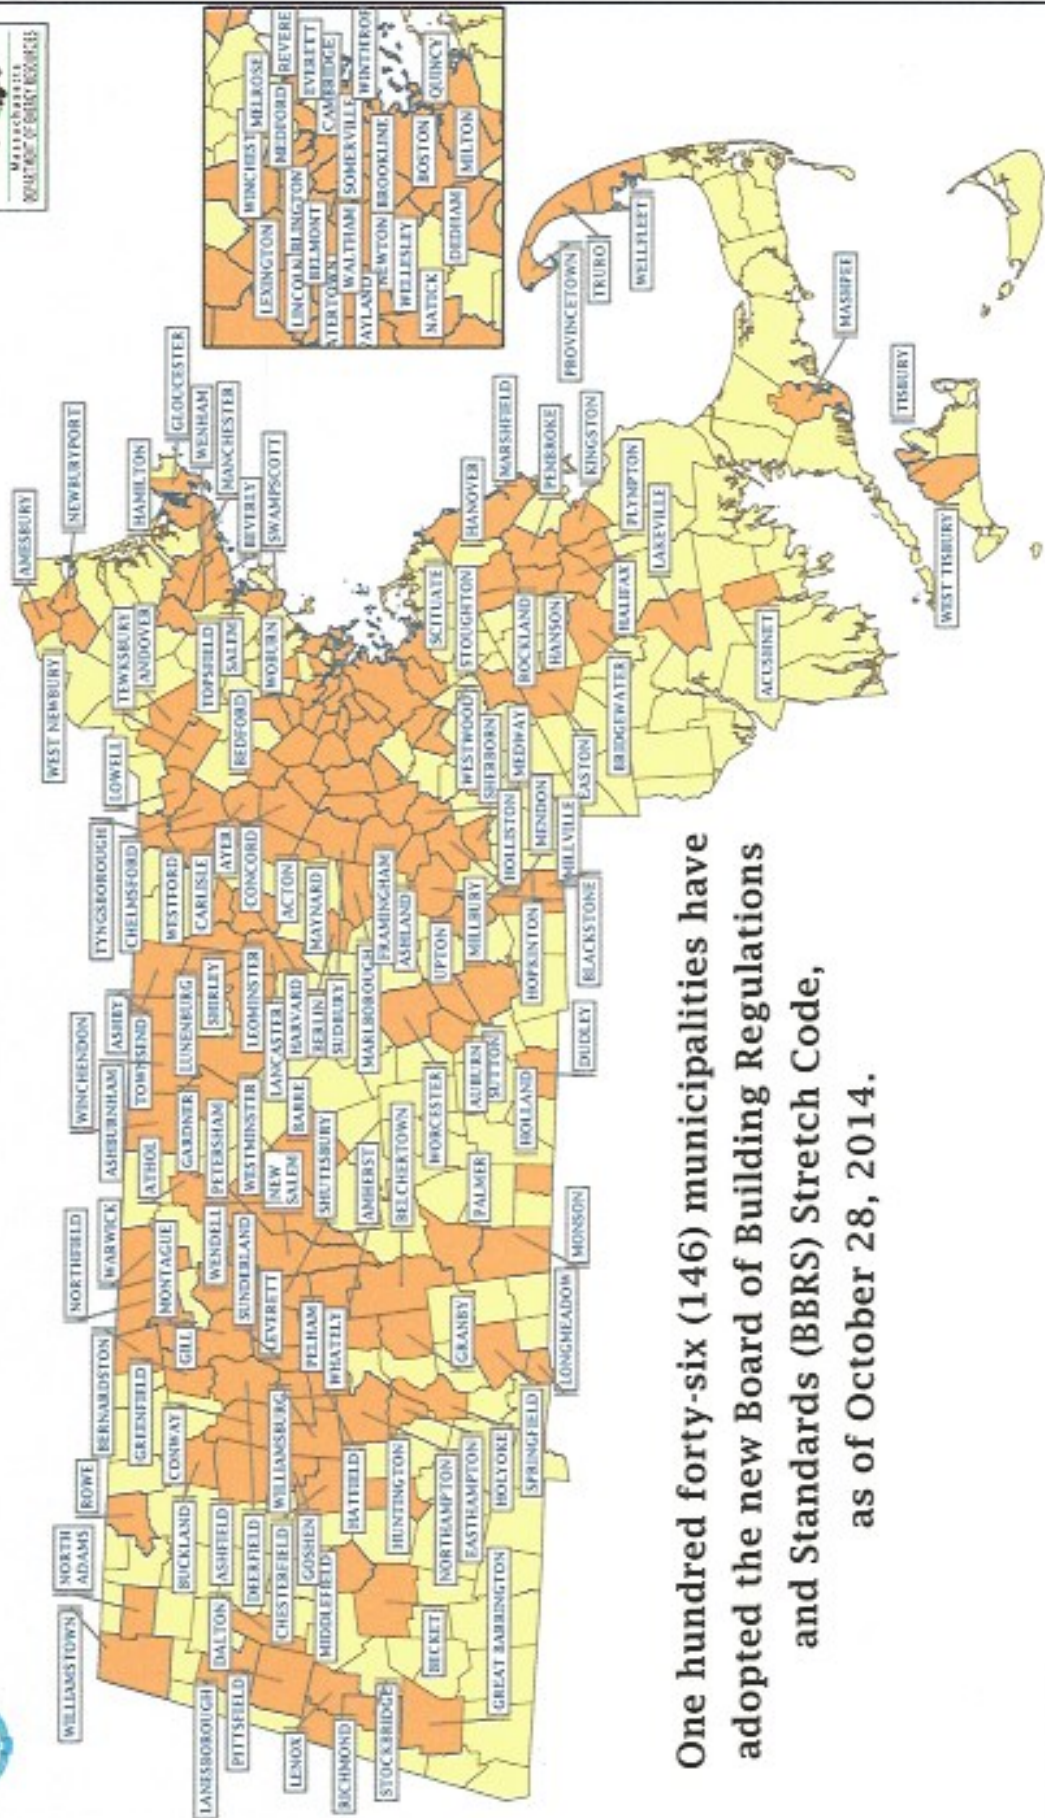 Massachusetts
DEPARTMENT OF ENERGY RESOURCES
AMESBURY
NEWBURYPORT
WEST NEWBURY
WILLIAMSTOWN
NORTH
ADAMS
ROWE
BERNARDSTON
NORTHFIELD
WARWICK
WINCHENDON
ASHBURNHAM
ASHBY
TOWNSEND
TYNGSBOROUGH
CHELMSFORD
LOWELL
TEWKSBURY
ANDOVER
HAMILTON
GLOUCESTER
WENHAM
MANCHESTER
BEVERLY
SWAMPSCOTT
GREENFIELD
CONWAY
GILL
MONTAGUE
ATHOL
GARDNER
LUNENBURG
WESTFORD
CARLISLE
TOPSFIELD
SALEM
WOBURN
BEDFORD
BUCKLAND
ASHFIELD
DEERFIELD
CHESTERFIELD
GOSHEN
MIDDLEFIELD
DALTON
LANESBOROUGH
PITTSFIELD
LENOX
RICHMOND
STOCKBRIDGE
WENDELL
SUNDERLAND
PETERSHAM
WESTMINSTER
SHIRLEY
LEOMINSTER
AYER
CONCORD
ACTON
MAYNARD
WILLIAMSBURG
PELHAM
WHATELY
NEW
SALEM
SHUTESBURY
BARRE
LANCASTER
HARVARD
BERLIN
SUDBURY
MARLBOROUGH
FRAMINGHAM
ASHLAND
HATFIELD
HUNTINGTON
NORTHAMPTON
EASTHAMPTON
HOLYOKE
SPRINGFIELD
BECKET
GREAT BARRINGTON
AMHERST
BELCHERTOWN
WORCESTER
GRANBY
PALMER
AUBURN
SUTTON
UPTON
MILLBURY
HOPKINTON
HOLLAND
LONGMEADOW
MONSON
DUDLEY
BLACKSTONE
MILLVILLE
MENDON
HOLLISTON
MEDWAY
SHERBORN
WESTWOOD
SCITUATE
STOUGHTON
HANOVER
MARSHFIELD
PEMBROKE
KINGSTON
ROCKLAND
HANSON
EASTON
BRIDGEWATER
HALIFAX
PLYMPTON
LAKEVILLE
ACUSHNET
PROVINCETOWN
TRURO
WELLFLEET
MASHPEE
TISBURY
WEST TISBURY
WINCHEST
MELROSE
REVERE
LEXINGTON
MEDFORD
EVERETT
LINCOLN
BELMONT
CAMBRIDGE
WALTHAM
SOMERVILLE
NEWTON
BROOKLINE
WELLESLEY
BOSTON
QUINCY
NATICK
DEDHAM
MILTON
One hundred forty-six (146) municipalities have
adopted the new Board of Building Regulations
and Standards (BBRS) Stretch Code,
as of October 28, 2014.